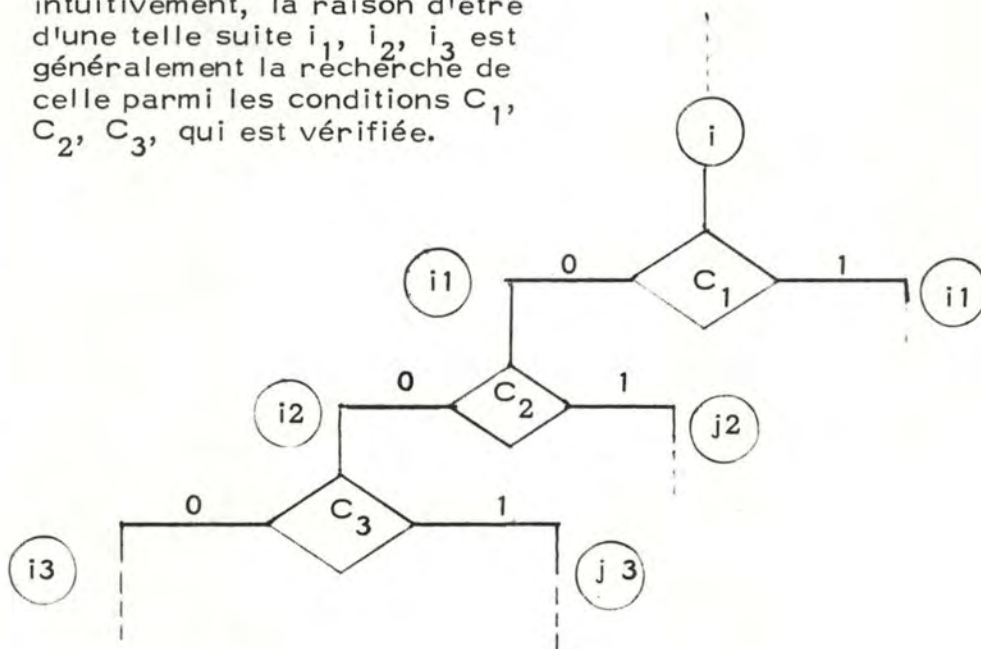 intuitivement, la raison d'être
d'une telle suite i1, i2, i3 est
généralement la recherche de
celle parmi les conditions C1,
C2, C3, qui est vérifiée.
i
i1 0 C1 1 i1
i2 0 C2 1 j2
i3 0 C3 1 j 3